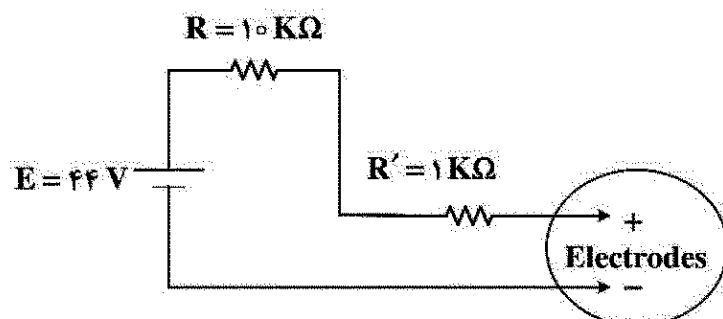 R = ۱۰ KΩ
E = ۴۴ V
R′ = ۱ KΩ
+
Electrodes
−